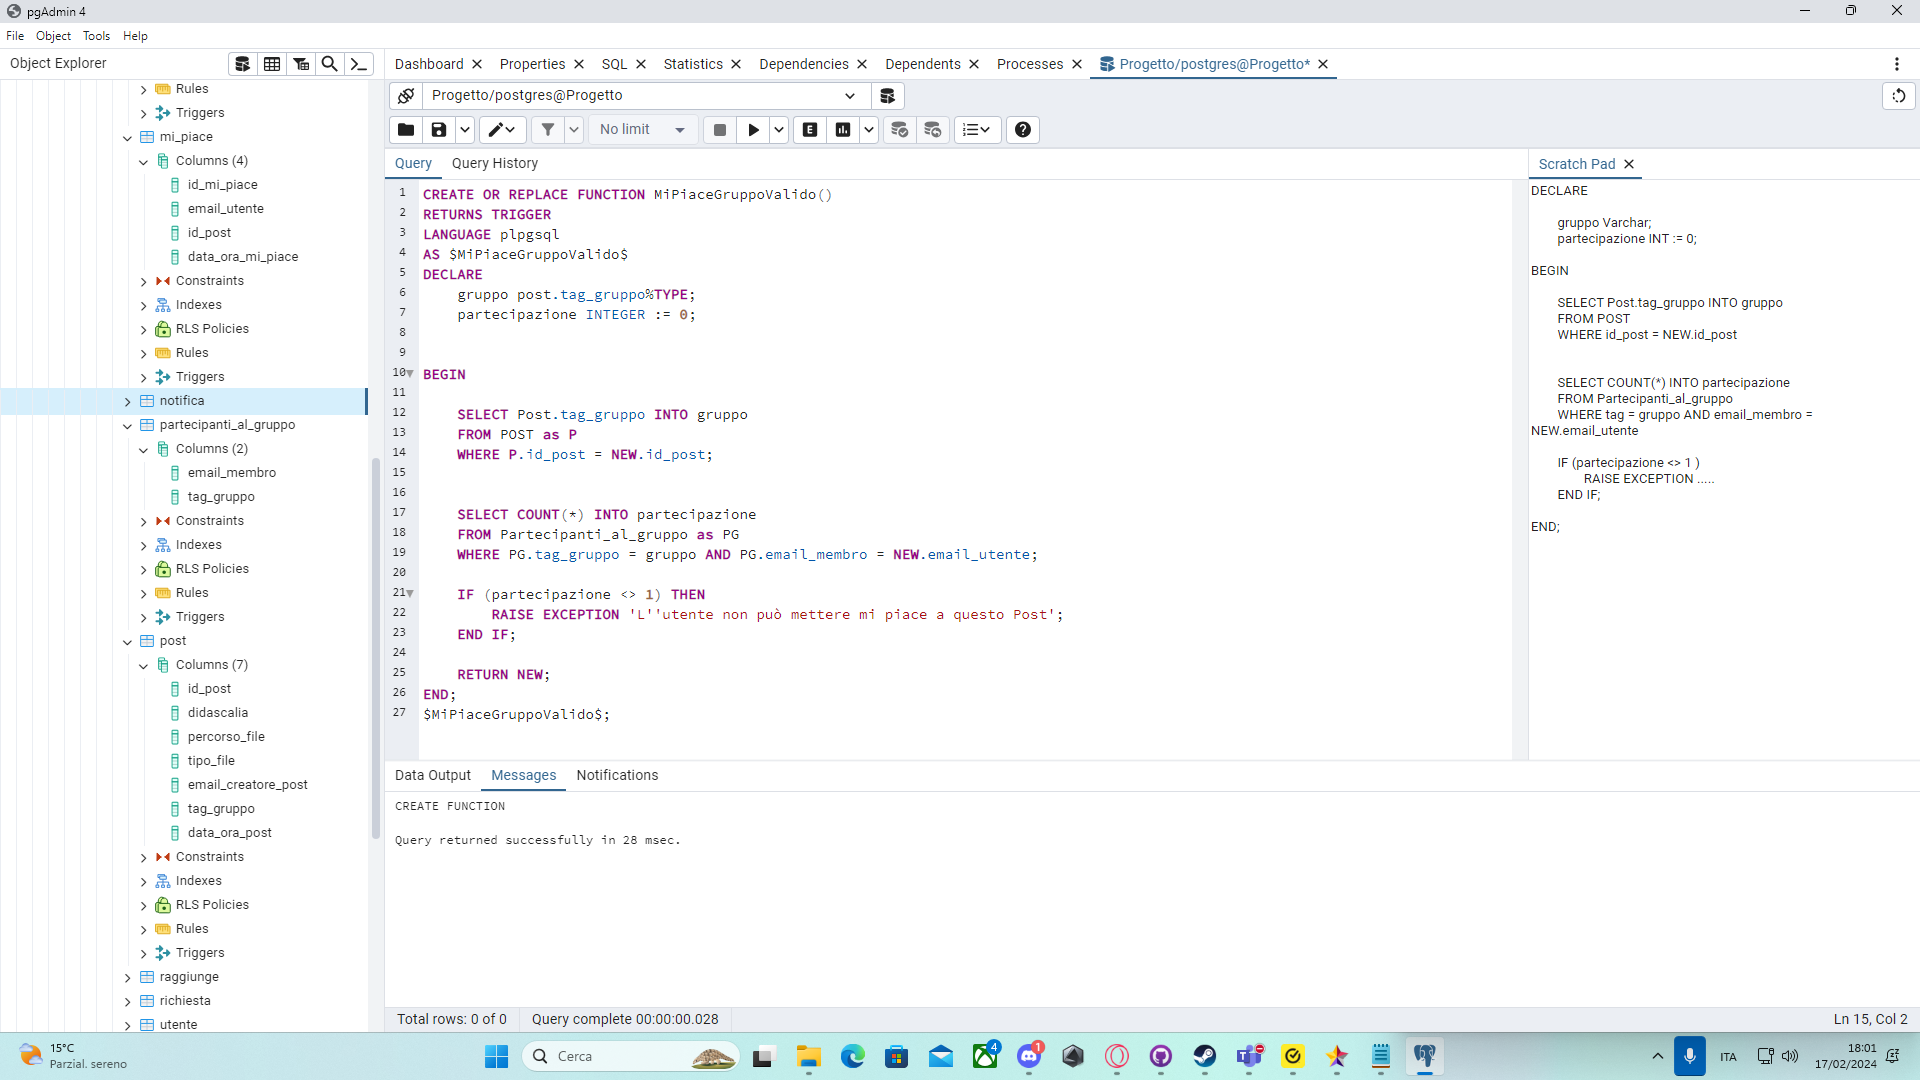 pgAdmin 4
File Object Tools Help
Object Explorer
Dashboard Properties SQL Statistics Dependencies Dependents Processes Progetto/postgres@Progetto*
Progetto/postgres@Progetto
No limit
E
Query Query History
Scratch Pad
Rules
Triggers
mi_piace
Columns (4)
id_mi_piace
email_utente
id_post
data_ora_mi_piace
Constraints
Indexes
RLS Policies
Rules
Triggers
notifica
partecipanti_al_gruppo
Columns (2)
email_membro
tag_gruppo
Constraints
Indexes
RLS Policies
Rules
Triggers
post
Columns (7)
id_post
didascalia
percorso_file
tipo_file
email_creatore_post
tag_gruppo
data_ora_post
Constraints
Indexes
RLS Policies
Rules
Triggers
raggiunge
richiesta
utente
1 CREATE OR REPLACE FUNCTION MiPiaceGruppoValido()
2 RETURNS TRIGGER
3 LANGUAGE plpgsql
4 AS $MiPiaceGruppoValido$
5 DECLARE
6 gruppo post.tag_gruppo%TYPE;
7 partecipazione INTEGER := 0;
8
9
10 BEGIN
11
12 SELECT Post.tag_gruppo INTO gruppo
13 FROM POST as P
14 WHERE P.id_post = NEW.id_post;
15
16
17 SELECT COUNT(*) INTO partecipazione
18 FROM Partecipanti_al_gruppo as PG
19 WHERE PG.tag_gruppo = gruppo AND PG.email_membro = NEW.email_utente;
20
21 IF (partecipazione <> 1) THEN
22 RAISE EXCEPTION 'L''utente non può mettere mi piace a questo Post';
23 END IF;
24
25 RETURN NEW;
26 END;
27 $MiPiaceGruppoValido$;
DECLARE
gruppo Varchar;
partecipazione INT := 0;
BEGIN
SELECT Post.tag_gruppo INTO gruppo
FROM POST
WHERE id_post = NEW.id_post
SELECT COUNT(*) INTO partecipazione
FROM Partecipanti_al_gruppo
WHERE tag = gruppo AND email_membro =
NEW.email_utente
IF (partecipazione <> 1 )
RAISE EXCEPTION .....
END IF;
END;
Data Output Messages Notifications
CREATE FUNCTION
Query returned successfully in 28 msec.
Total rows: 0 of 0 Query complete 00:00:00.028 Ln 15, Col 2
15°C
Parzial. sereno
Cerca
4
1
ITA
18:01
17/02/2024